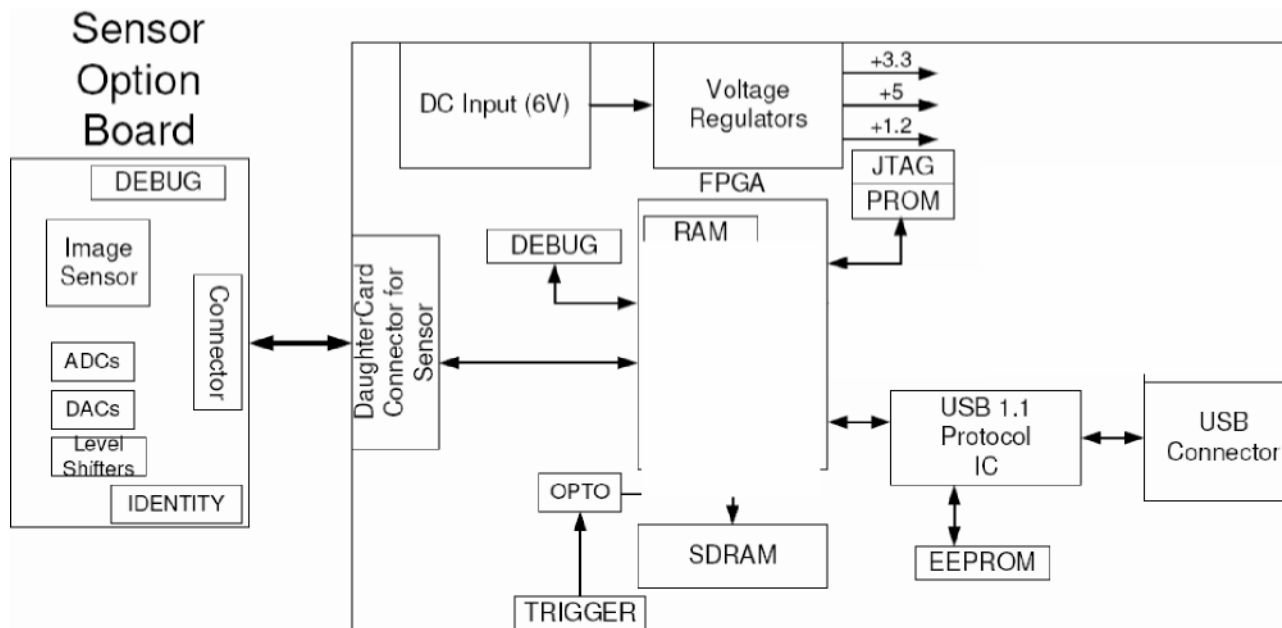 Sensor
Option
Board
DEBUG
Image
Sensor
Connector
ADCs
DACs
Level
Shifters
IDENTITY
DaughterCard
Connector for
Sensor
DC Input (6V)
Voltage
Regulators
+3.3
+5
+1.2
FPGA
JTAG
PROM
RAM
DEBUG
USB 1.1
Protocol
IC
USB
Connector
OPTO
SDRAM
EEPROM
TRIGGER